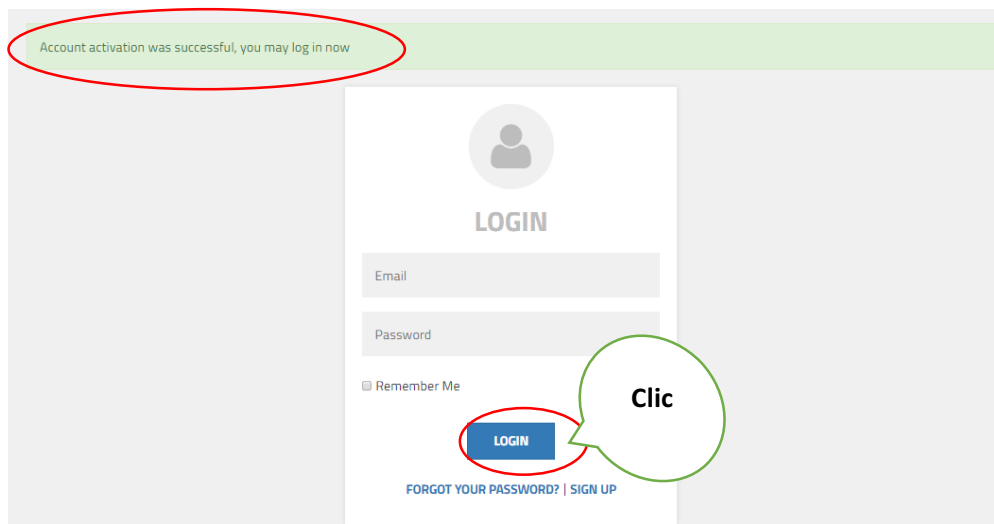 Account activation was successful, you may log in now
LOGIN
Email
Password
Remember Me
Clic
LOGIN
FORGOT YOUR PASSWORD? | SIGN UP